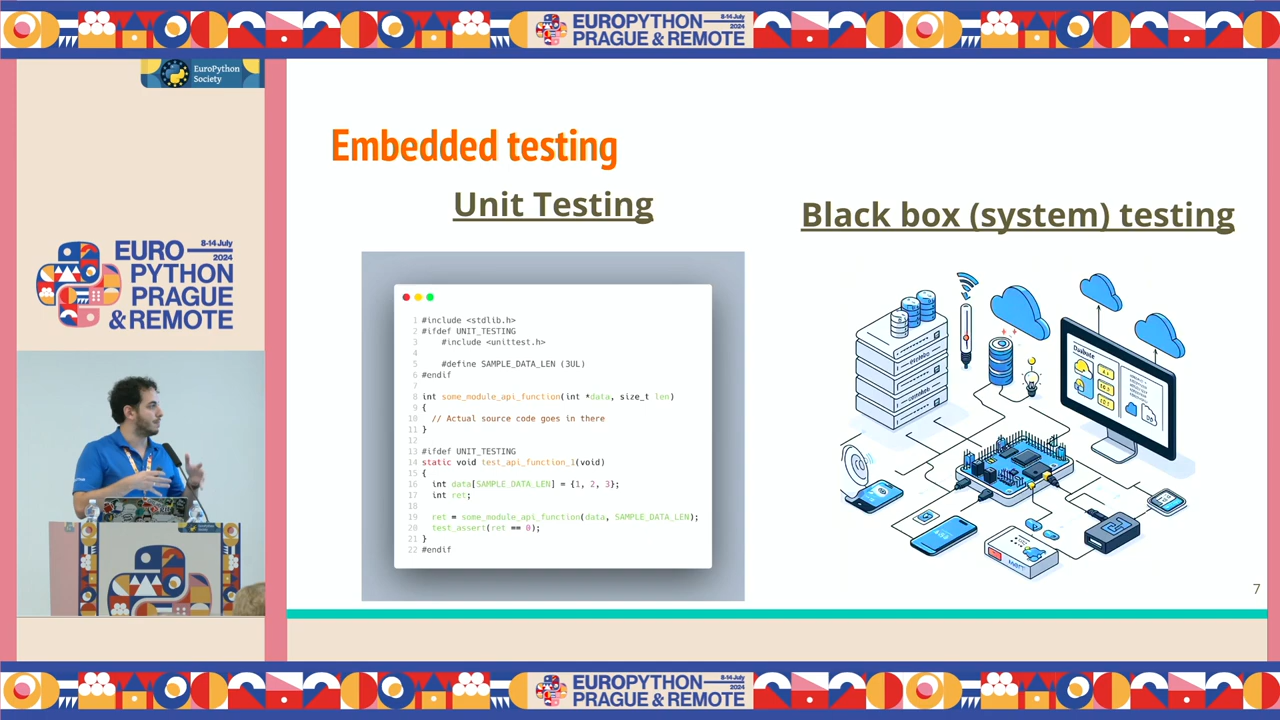 EUROPYTHON
8-14 July
2024
PRAGUE & REMOTE
EuroPython
Society
Embedded testing
Unit Testing
Black box (system) testing
EURO
8-14 July
2024
PYTHON
PRAGUE
& REMOTE
1 #include <stdlib.h>
2 #ifdef UNIT_TESTING
3 #include <unittest.h>
4
5 #define SAMPLE_DATA_LEN (3UL)
6 #endif
7
8 int some_module_api_function(int *data, size_t len)
9 {
10 // Actual source code goes in there
11 }
12
13 #ifdef UNIT_TESTING
14 static void test_api_function_1(void)
15 {
16 int data[SAMPLE_DATA_LEN] = {1, 2, 3};
17 int ret;
18
19 ret = some_module_api_function(data, SAMPLE_DATA_LEN);
20 test_assert(ret == 0);
21 }
22 #endif
7
EUROPYTHON
8-14 July
2024
PRAGUE & REMOTE